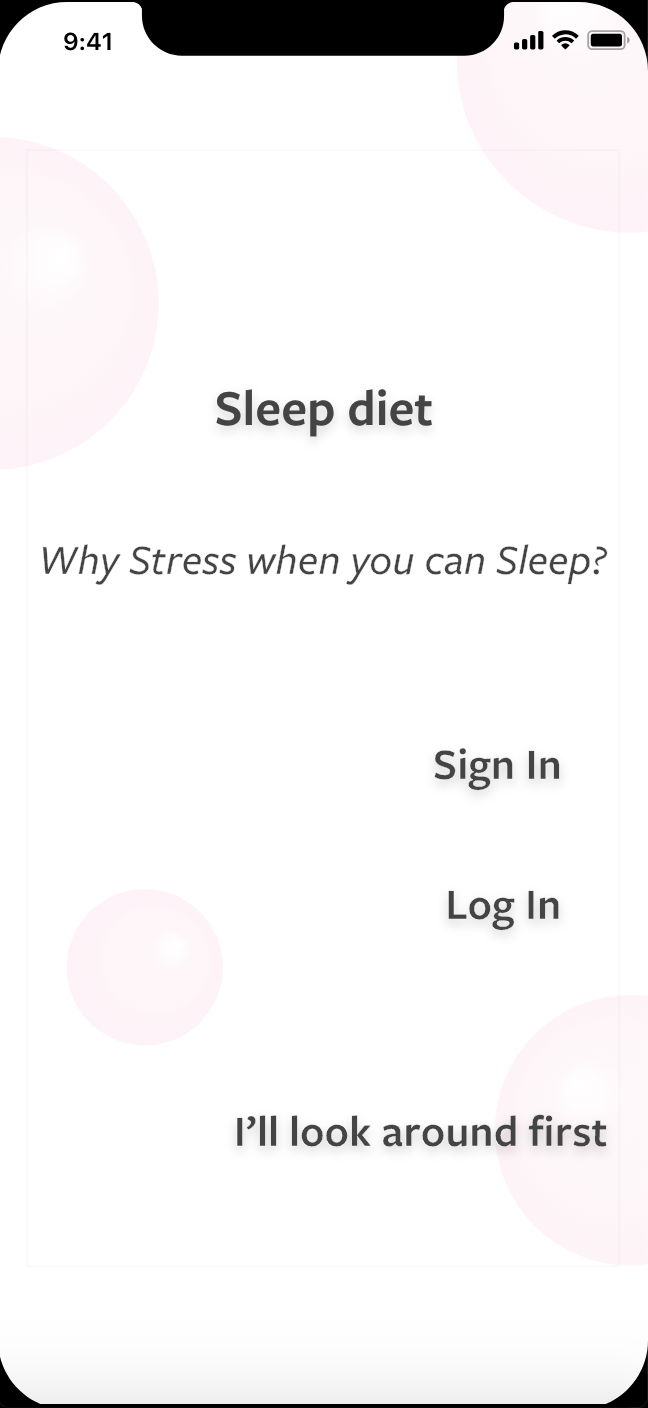 9:41
Sleep diet
Why Stress when you can Sleep?
Sign In
Log In
I’ll look around first